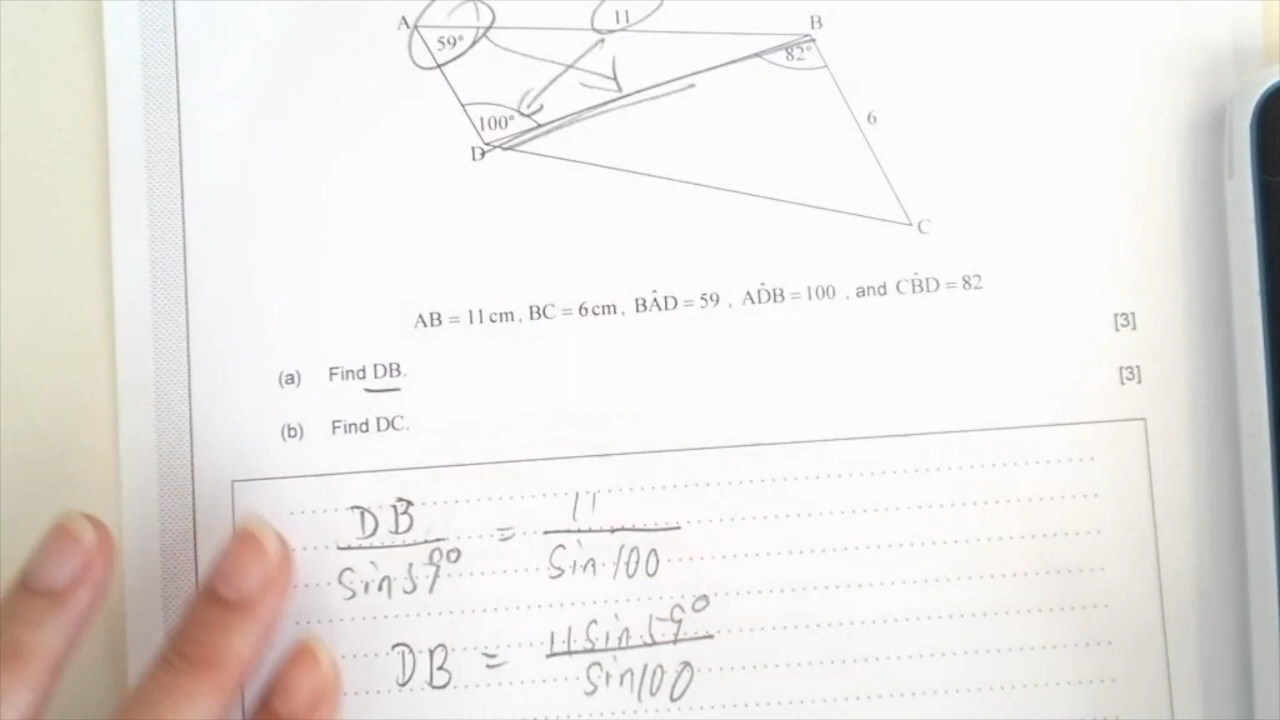 A 11 B
59°
82°
100°
6
D
C
AB = 11 cm, BC = 6 cm, BÂD = 59 , AD̂B = 100 , and CB̂D = 82
[3]
(a) Find DB.
[3]
(b) Find DC.
DB / sin 59° = 11 / sin 100
DB = 11 sin 59° / sin 100